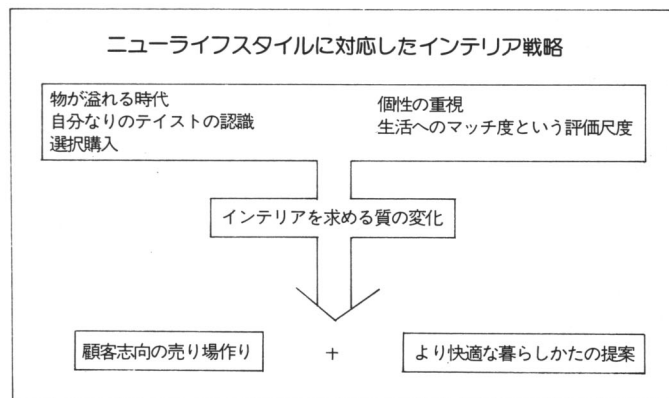 ニューライフスタイルに対応したインテリア戦略
物が溢れる時代
自分なりのテイストの認識
選択購入
個性の重視
生活へのマッチ度という評価尺度
インテリアを求める質の変化
顧客志向の売り場作り
+
より快適な暮らしかたの提案